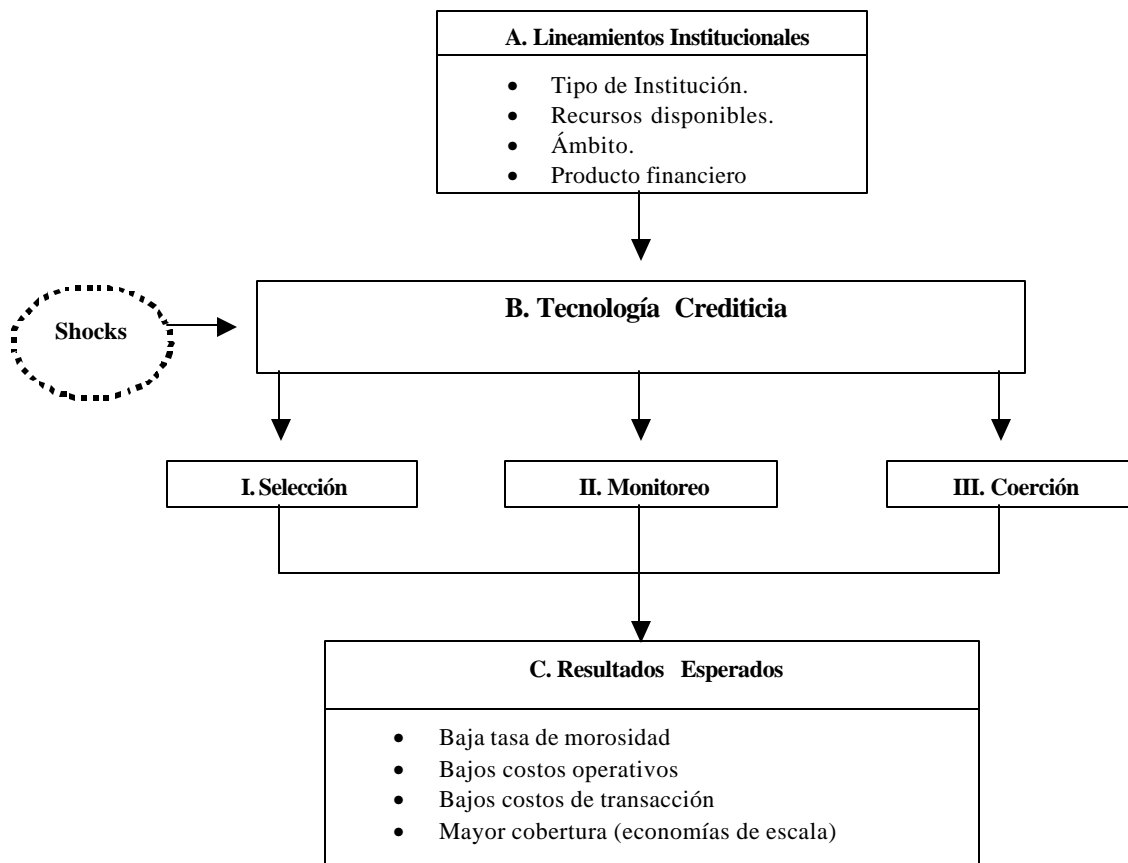 A. Lineamientos Institucionales
• Tipo de Institución.
• Recursos disponibles.
• Ámbito.
• Producto financiero
Shocks
B. Tecnología Crediticia
I. Selección
II. Monitoreo
III. Coerción
C. Resultados Esperados
• Baja tasa de morosidad
• Bajos costos operativos
• Bajos costos de transacción
• Mayor cobertura (economías de escala)